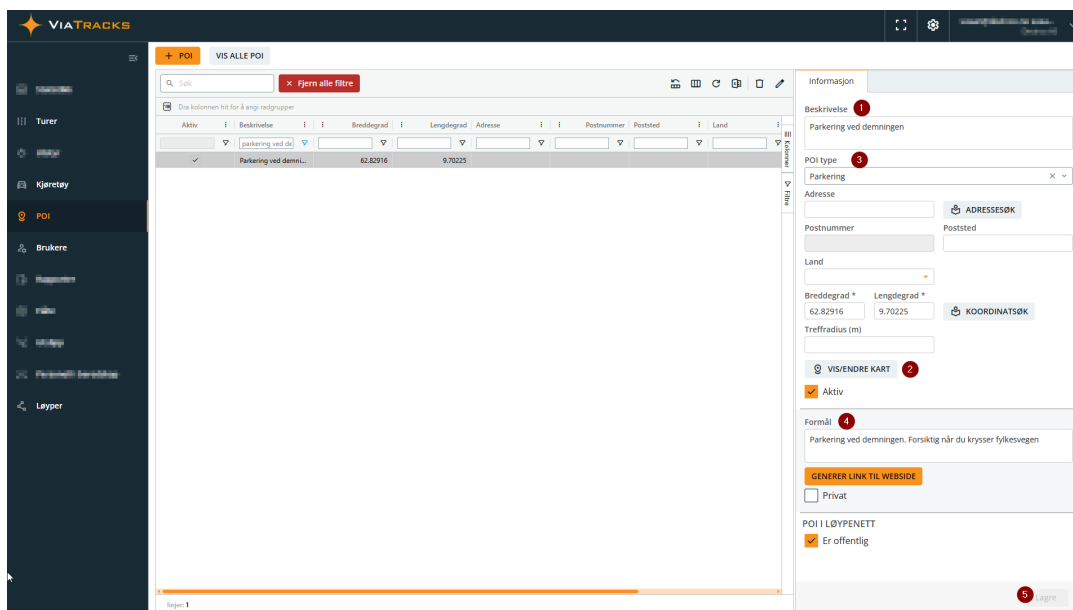 VIATRACKS
+ POI VIS ALLE POI
Søk × Fjern alle filtre
Dra kolonnen hit for å angi radgrupper
Aktiv Beskrivelse Breddegrad Lengdegrad Adresse Postnummer Poststed Land
parkering ved de
Parkering ved demni... 62.82916 9.70225
Kolonner
Filtre
linjer: 1
Turer
Kjøretøy
POI
Brukere
Løyper
Informasjon
Beskrivelse 1
Parkering ved demningen
POI type 3
Parkering
Adresse
ADRESSESØK
Postnummer Poststed
Land
Breddegrad * Lengdegrad *
62.82916 9.70225 KOORDINATSØK
Treffradius (m)
VIS/ENDRE KART 2
Aktiv
Formål 4
Parkering ved demningen. Forsiktig når du krysser fylkesvegen
GENERER LINK TIL WEBSIDE
Privat
POI I LØYPENETT
Er offentlig
5 Lagre